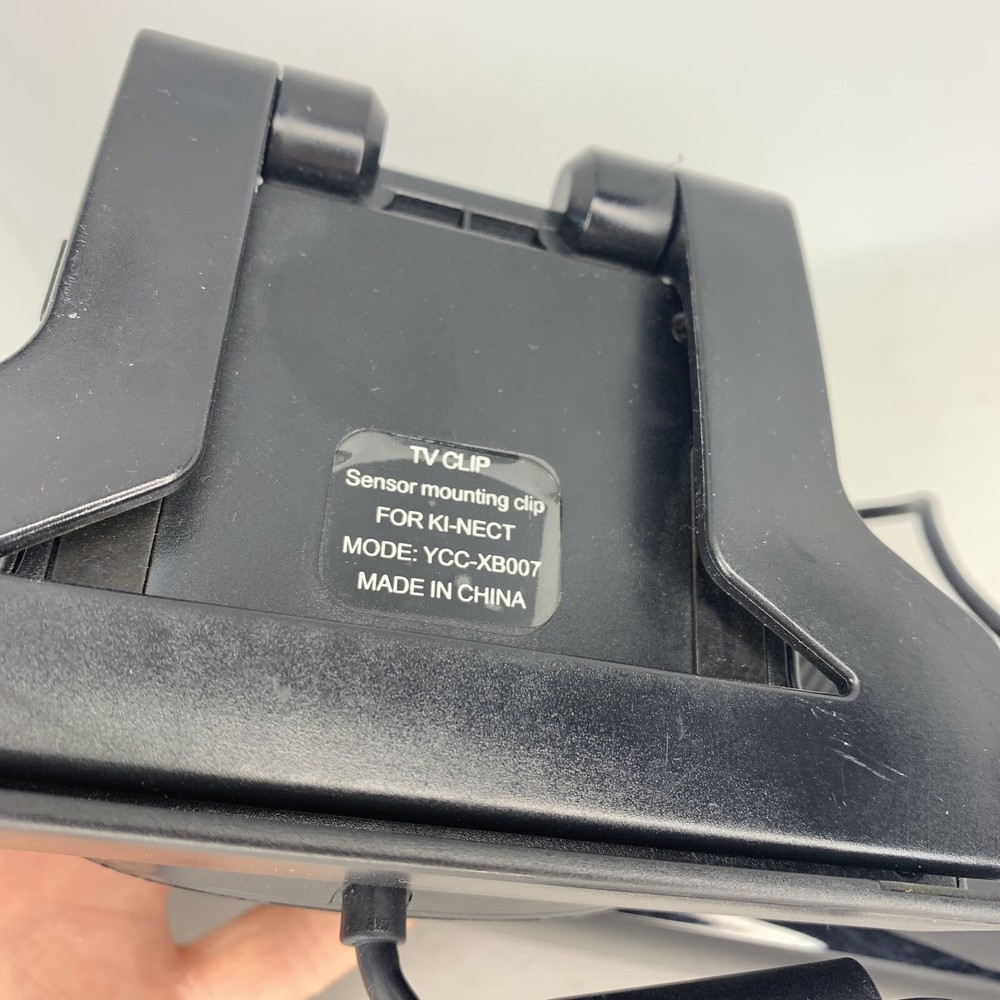 TV CLIP
Sensor mounting clip
FOR KI-NECT
MODE: YCC-XB007
MADE IN CHINA